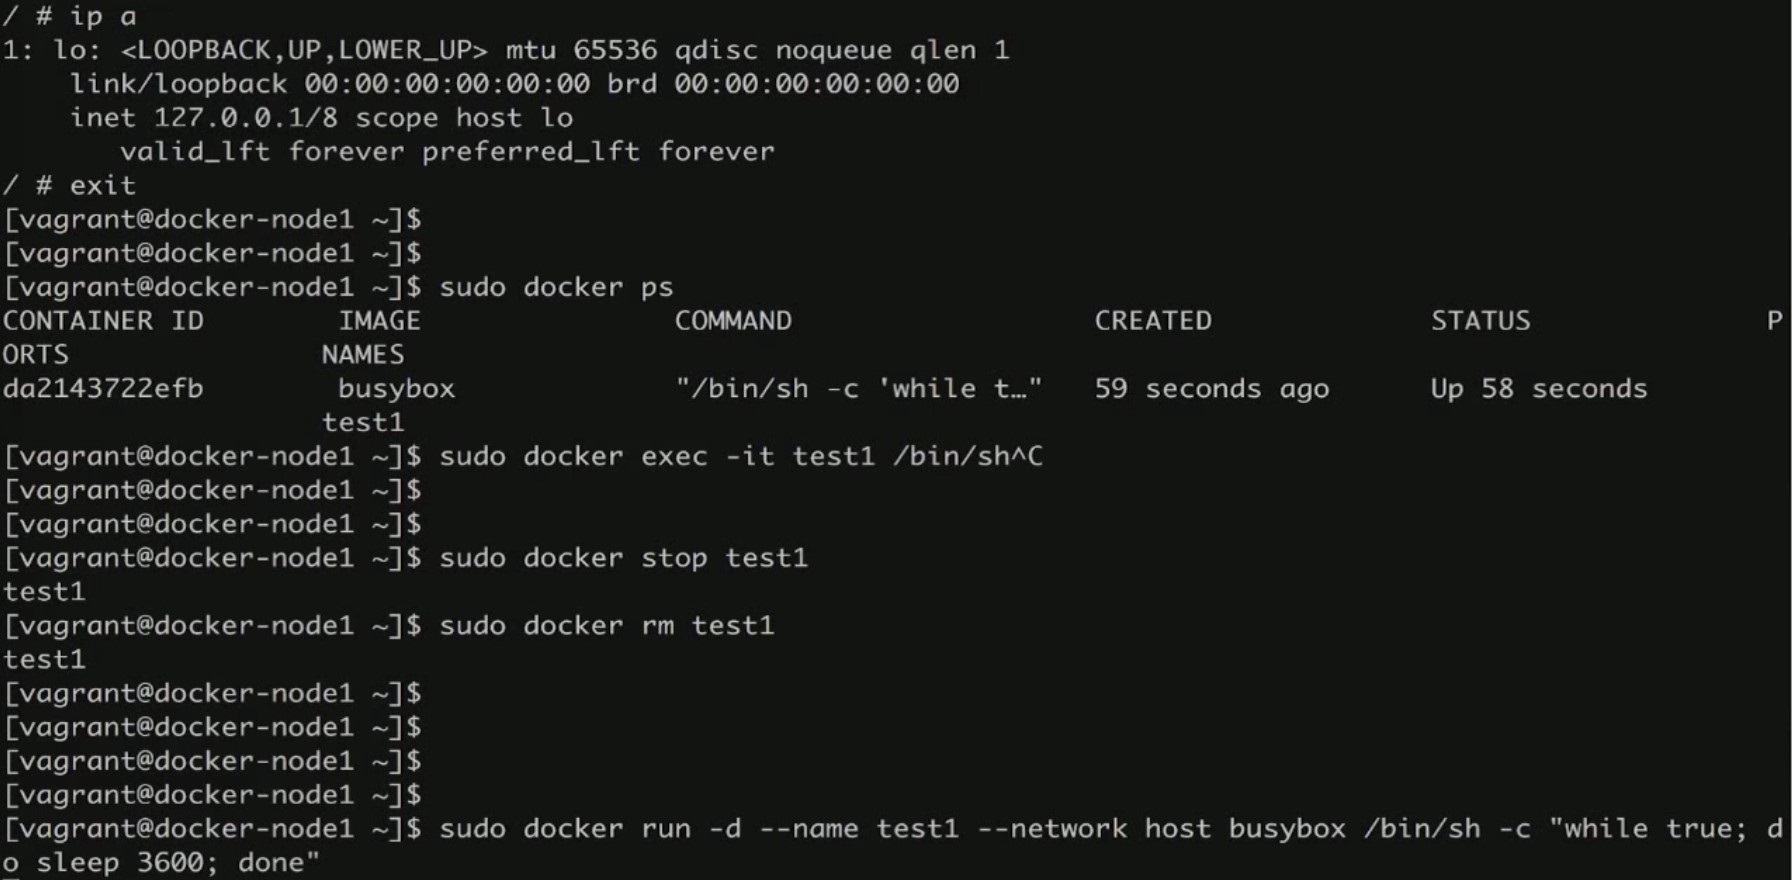 / # ip a
1: lo: <LOOPBACK,UP,LOWER_UP> mtu 65536 qdisc noqueue qlen 1
    link/loopback 00:00:00:00:00:00 brd 00:00:00:00:00:00
    inet 127.0.0.1/8 scope host lo
       valid_lft forever preferred_lft forever
/ # exit
[vagrant@docker-node1 ~]$
[vagrant@docker-node1 ~]$
[vagrant@docker-node1 ~]$ sudo docker ps
CONTAINER ID        IMAGE               COMMAND                  CREATED             STATUS              P
ORTS               NAMES
da2143722efb        busybox             "/bin/sh -c 'while t…"   59 seconds ago      Up 58 seconds
                   test1
[vagrant@docker-node1 ~]$ sudo docker exec -it test1 /bin/sh^C
[vagrant@docker-node1 ~]$
[vagrant@docker-node1 ~]$
[vagrant@docker-node1 ~]$ sudo docker stop test1
test1
[vagrant@docker-node1 ~]$ sudo docker rm test1
test1
[vagrant@docker-node1 ~]$
[vagrant@docker-node1 ~]$
[vagrant@docker-node1 ~]$
[vagrant@docker-node1 ~]$
[vagrant@docker-node1 ~]$ sudo docker run -d --name test1 --network host busybox /bin/sh -c "while true; d
o sleep 3600; done"